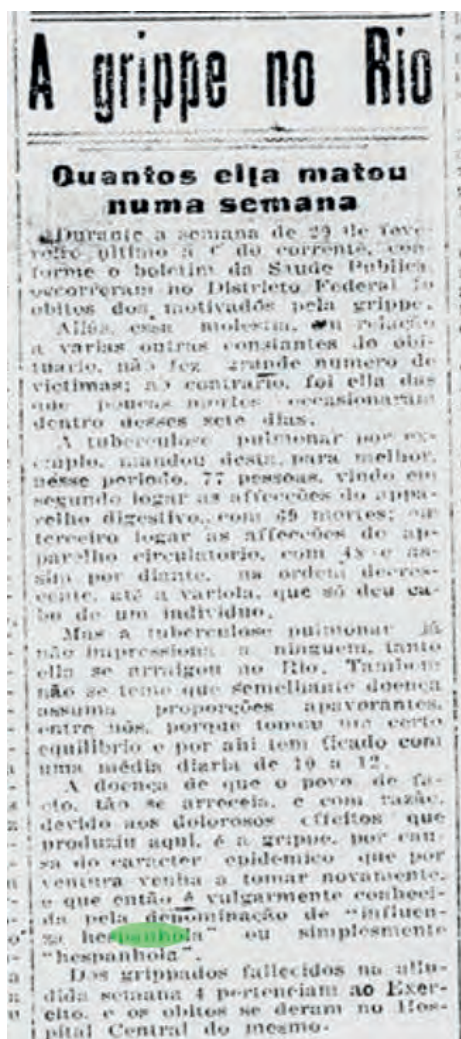 A grippe no Rio
Quantos ella matou
numa semana
Durante a semana de 29 de feve-
reiro ultimo a 6 do corrente, con-
forme o boletim da Saude Publica,
occorreram no Districto Federal
obitos dos motivados pela grippe.
Aliás, essa molestia, em relação
a varias outras constantes do obi-
tuario, não fez grande numero de
victimas; ao contrario, foi ella das
que poucas mortes occasionaram
dentro desses sete dias.
A tuberculose pulmonar por ex-
emplo, mandou desta para melhor,
nesse periodo, 77 pessoas, vindo em
segundo logar as affecções do appa-
relho digestivo, com 69 mortes; em
terceiro logar as affecções do ap-
parelho circulatorio, com 48 e as-
sim por diante, na ordem decres-
cente, até a variola, que só deu ca-
bo de um individuo.
Mas a tuberculose pulmonar já
não impressiona a ninguem, tanto
ella se arraigou no Rio. Tambem
não se teme que semelhante doença
assuma proporções apavorantes,
entre nós, porque tomou um certo
equilibrio e por ahi tem ficado com
uma média diaria de 10 a 12.
A doença de que o povo, de fa-
cto, tão se arreceia, e com razão,
devido aos dolorosos effeitos que
produziu aqui, é a grippe, por cau-
sa do caracter epidemico que por
ventura venha a tomar novamente,
e que então é vulgarmente conheci-
da pela denominação de "influen-
za hespanhola" ou simplesmente
"hespanhola".
Dos grippados fallecidos na allu-
dida semana 4 pertenciam ao Exer-
cito, e os obitos se deram no Hos-
pital Central do mesmo.